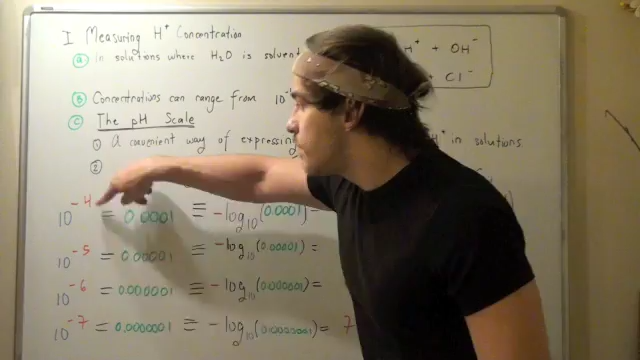 I Measuring H⁺ Concentration
(a) In solutions where H₂O is solvent H⁺ + OH⁻
+ Cl⁻
(B) Concentrations can range from 10⁻¹
(C) The pH Scale
① A convenient way of expressing H⁺ in solutions.
②
10⁻⁴ = 0.0001 ≡ -log₁₀(0.0001) =
10⁻⁵ = 0.00001 ≡ -log₁₀(0.00001) =
10⁻⁶ = 0.000001 ≡ -log₁₀(0.000001) =
10⁻⁷ = 0.0000001 ≡ -log₁₀(0.0000001) = 7